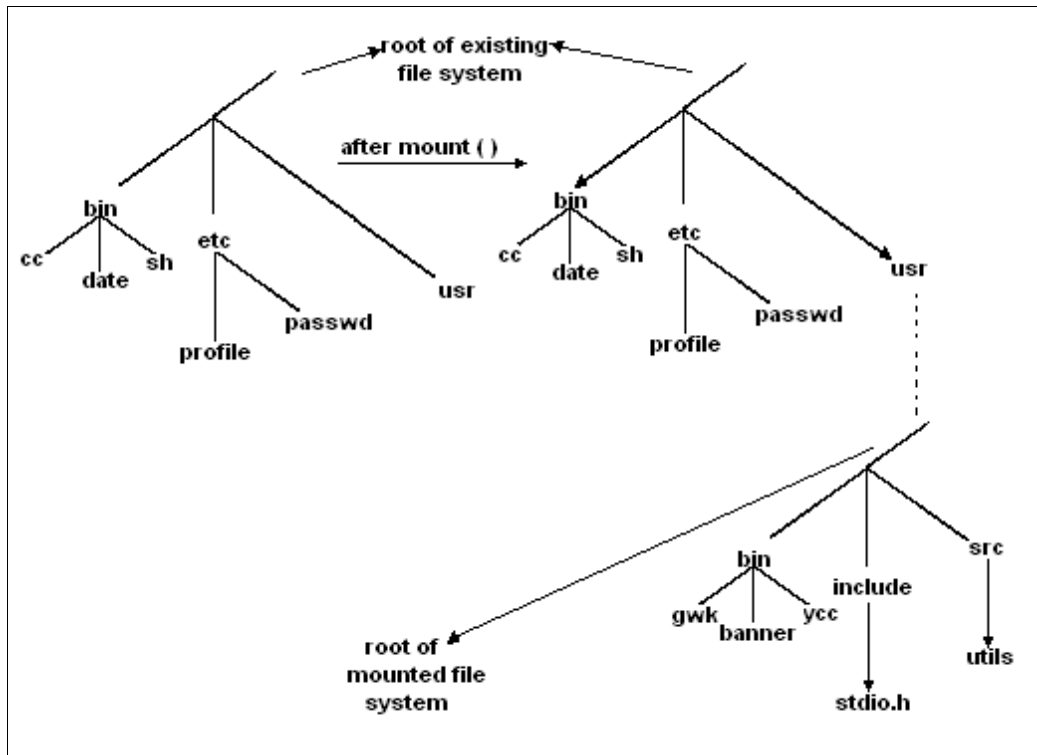 root of existing
file system
after mount ( )
bin
cc
date
sh
etc
profile
passwd
usr
bin
cc
date
sh
etc
profile
passwd
usr
root of
mounted file
system
bin
gwk
banner
ycc
include
stdio.h
src
utils